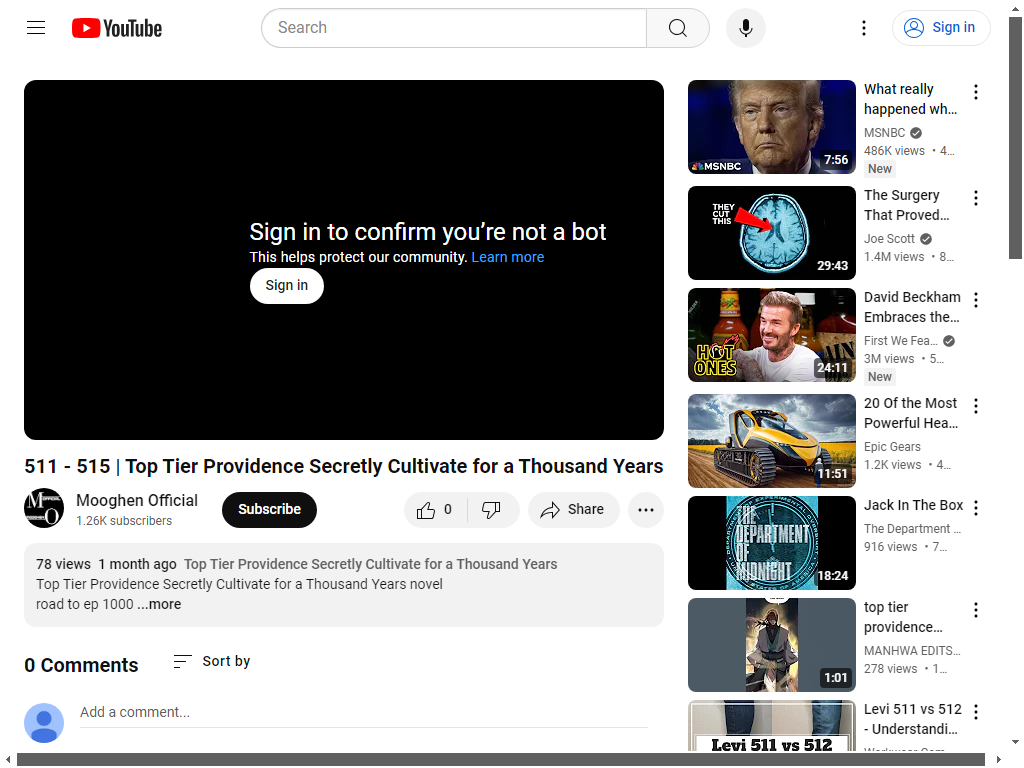 YouTube
Search
Sign in
Sign in to confirm you’re not a bot
This helps protect our community. Learn more
Sign in
511 - 515 | Top Tier Providence Secretly Cultivate for a Thousand Years
Mooghen Official
1.26K subscribers
Subscribe
0
Share
78 views 1 month ago Top Tier Providence Secretly Cultivate for a Thousand Years
Top Tier Providence Secretly Cultivate for a Thousand Years novel
road to ep 1000 ...more
0 Comments
Sort by
Add a comment...
MSNBC
7:56
What really
happened wh...
MSNBC
486K views • 4...
New
THEY
CUT
THIS
29:43
The Surgery
That Proved...
Joe Scott
1.4M views • 8...
HOT
ONES
24:11
David Beckham
Embraces the...
First We Fea...
3M views • 5...
New
11:51
20 Of the Most
Powerful Hea...
Epic Gears
1.2K views • 4...
THE
DEPARTMENT
OF
MIDNIGHT
18:24
Jack In The Box
The Department ...
916 views • 7...
1:01
top tier
providence...
MANHWA EDITS...
278 views • 1...
Levi 511 vs 512
Levi 511 vs 512
- Understandi...